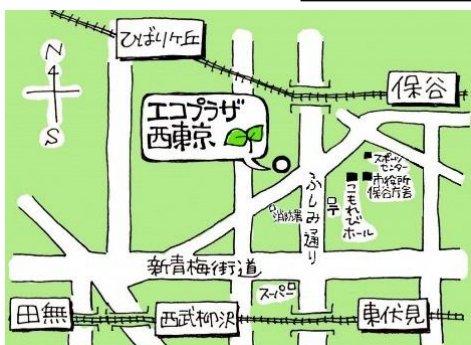 ひばりヶ丘
N
S
保谷
エコプラザ
西東京
スポーツ
センター
市役所
保谷庁舎
こもれび
ホール
ふしみ通り
消防署
新青梅街道
スーパー
田無
西武柳沢
東伏見